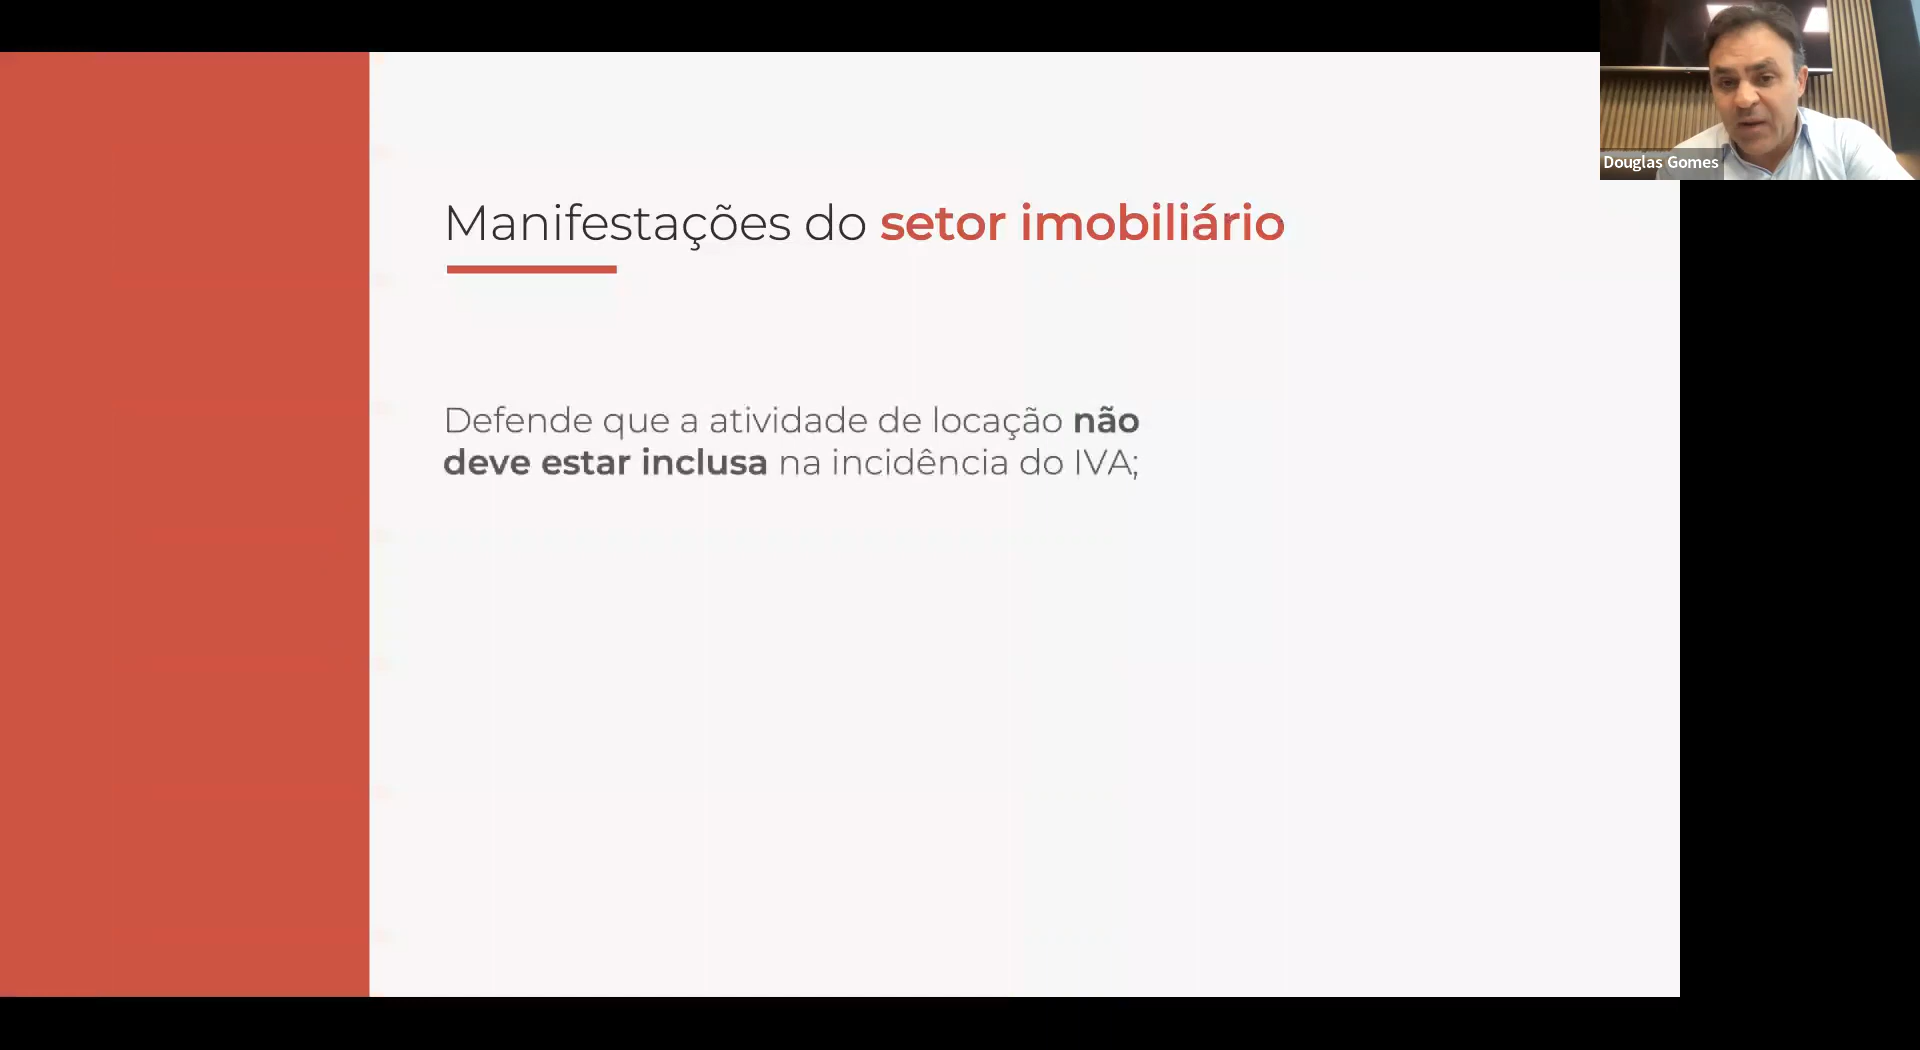 Manifestações do setor imobiliário
Defende que a atividade de locação não
deve estar inclusa na incidência do IVA;
Douglas Gomes